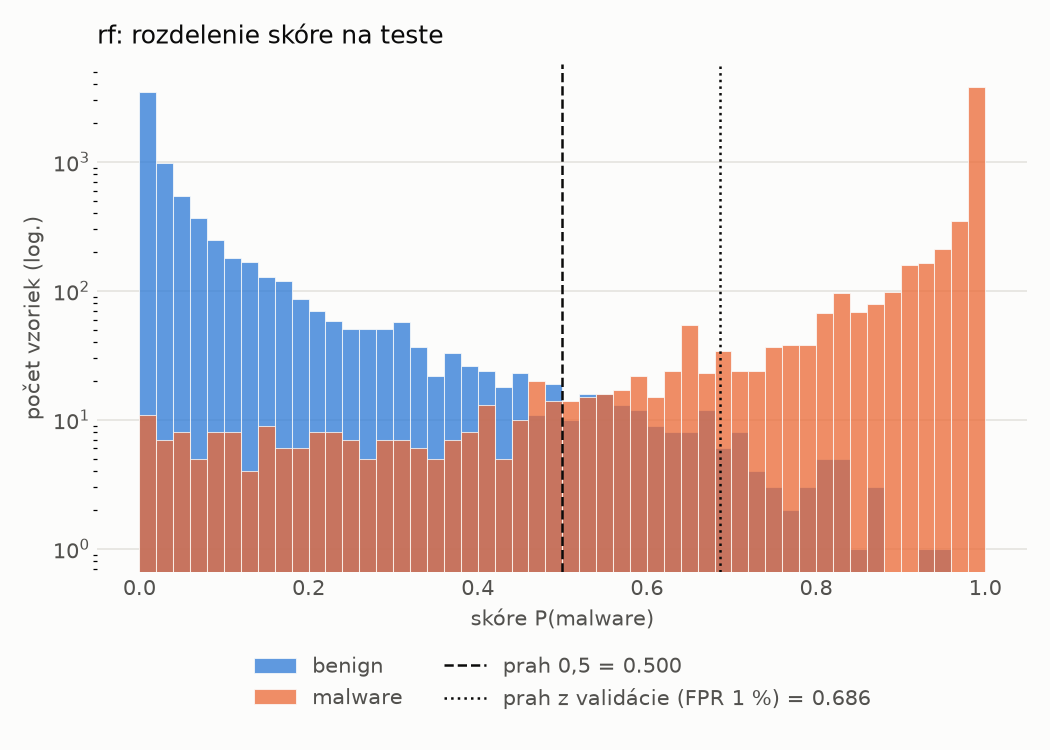 rf: rozdelenie skóre na teste
počet vzoriek (log.)
10³
10²
10¹
10⁰
0.0 0.2 0.4 0.6 0.8 1.0
skóre P(malware)
benign
malware
prah 0,5 = 0.500
prah z validácie (FPR 1 %) = 0.686